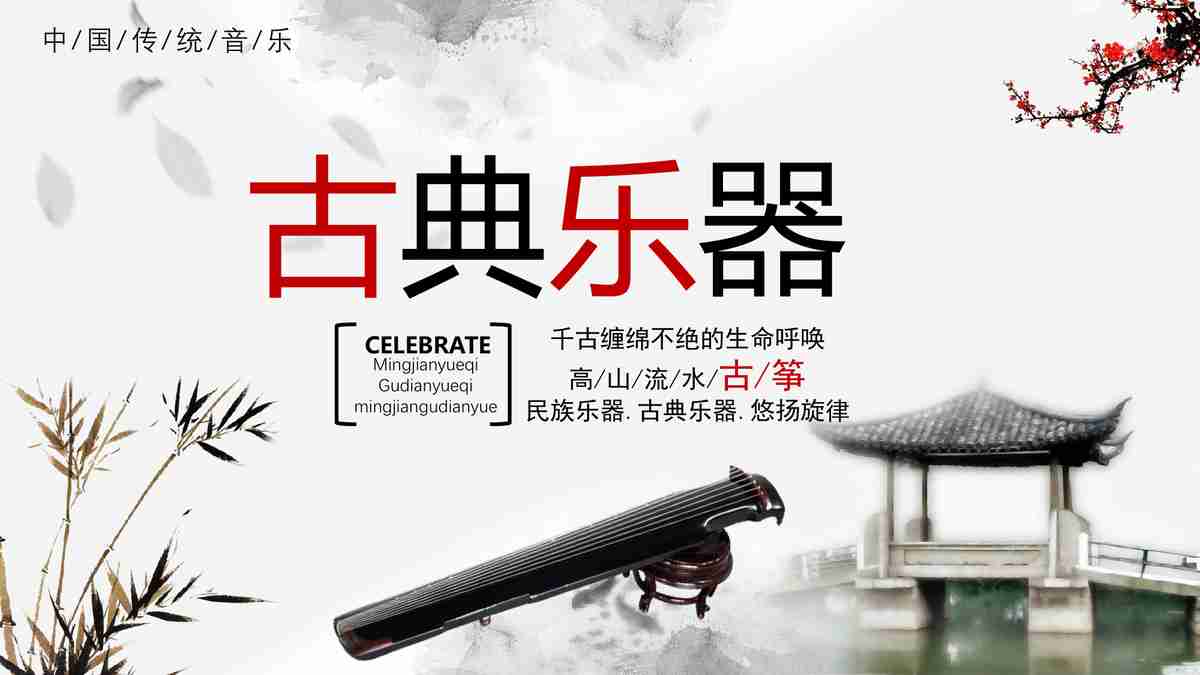 中/国/传/统/音/乐
古典乐器
CELEBRATE
Mingjianyueqi
Gudianyueqi
mingjiangudianyue
千古缠绵不绝的生命呼唤
高/山/流/水/古/筝
民族乐器. 古典乐器. 悠扬旋律